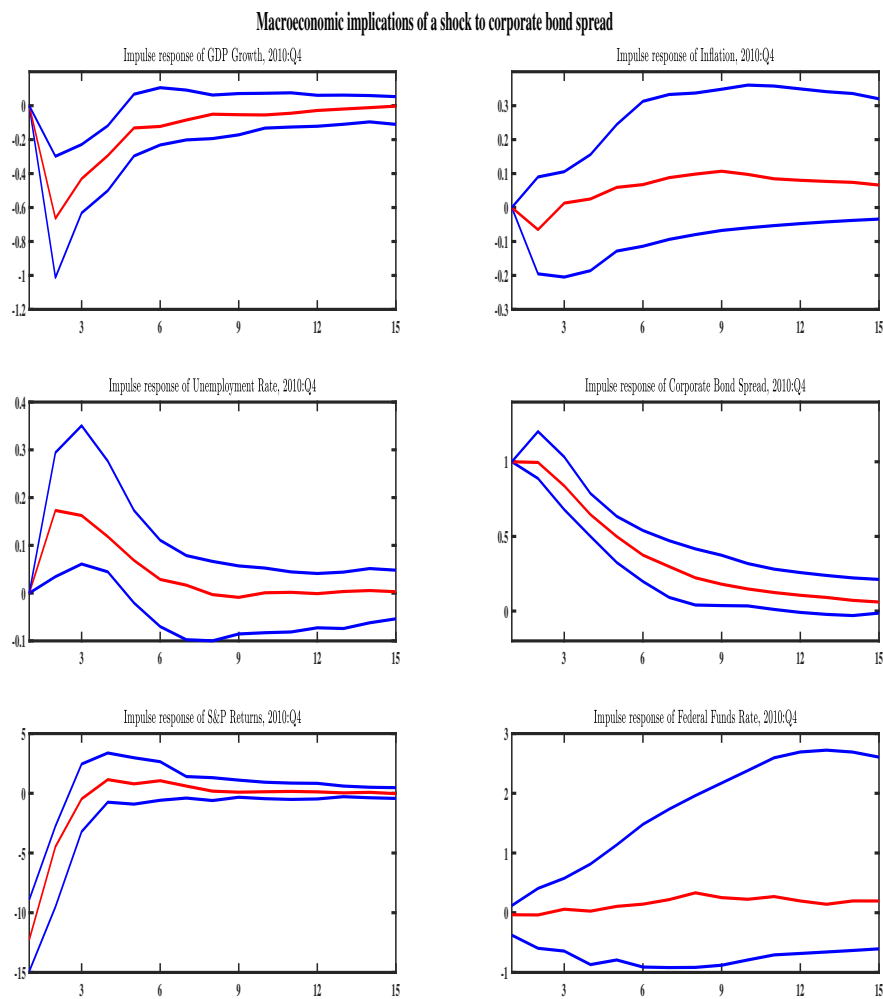 Macroeconomic implications of a shock to corporate bond spread
Impulse response of GDP Growth, 2010:Q4
0
-0.2
-0.4
-0.6
-0.8
-1
-1.2
3 6 9 12 15
Impulse response of Inflation, 2010:Q4
0.3
0.2
0.1
0
-0.1
-0.2
-0.3
3 6 9 12 15
Impulse response of Unemployment Rate, 2010:Q4
0.4
0.3
0.2
0.1
0
-0.1
3 6 9 12 15
Impulse response of Corporate Bond Spread, 2010:Q4
1
0.5
0
3 6 9 12 15
Impulse response of S&P Returns, 2010:Q4
5
0
-5
-10
-15
3 6 9 12 15
Impulse response of Federal Funds Rate, 2010:Q4
3
2
1
0
-1
3 6 9 12 15